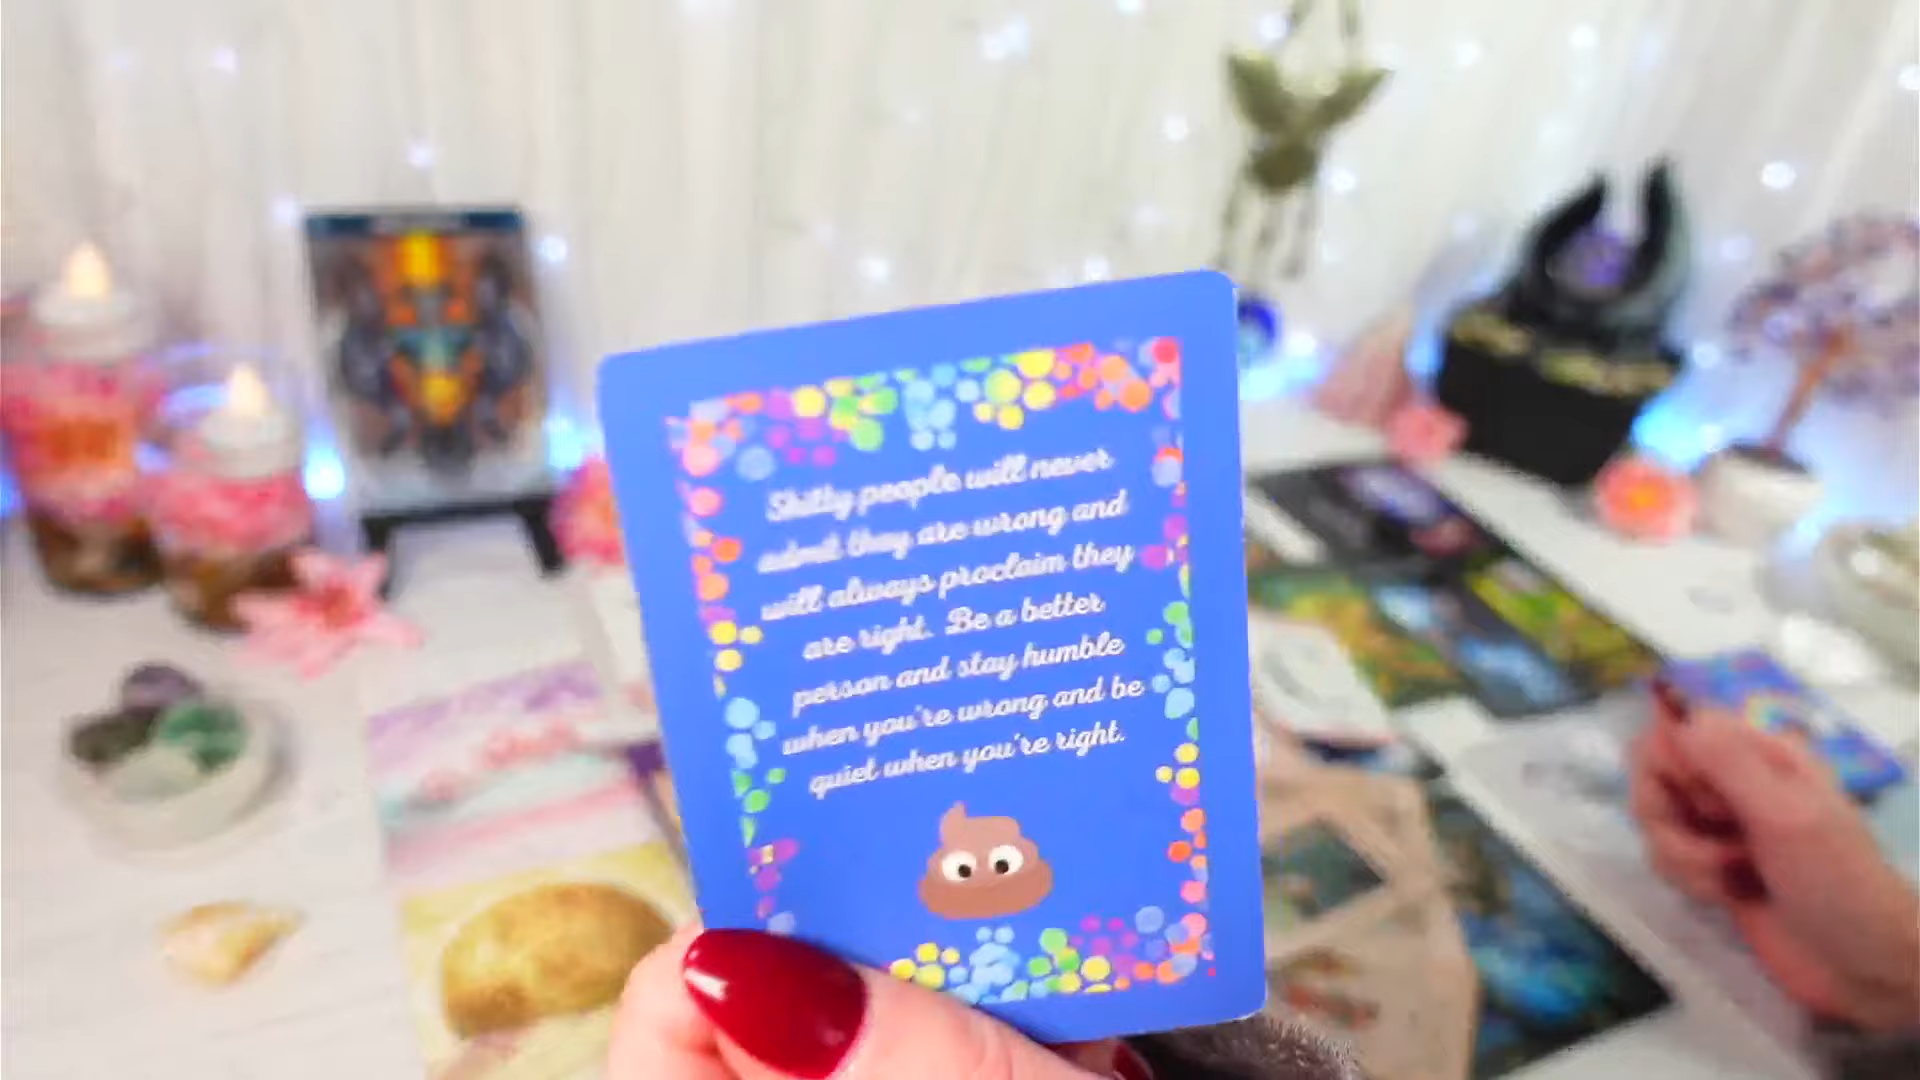 Shitty people will never
admit they are wrong and
will always proclaim they
are right. Be a better
person and stay humble
when you're wrong and be
quiet when you're right.